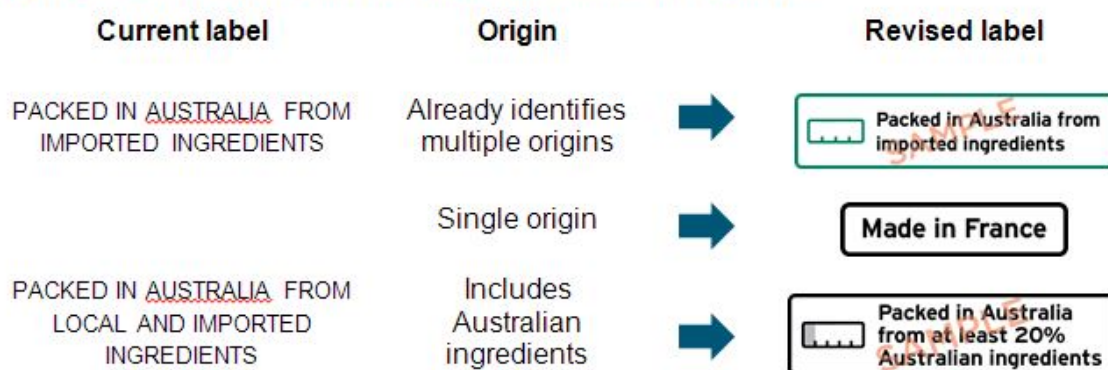 Current label Origin Revised label
PACKED IN AUSTRALIA FROM
IMPORTED INGREDIENTS
Already identifies
multiple origins
Packed in Australia from
imported ingredients
SAMPLE
Single origin
Made in France
PACKED IN AUSTRALIA FROM
LOCAL AND IMPORTED
INGREDIENTS
Includes
Australian
ingredients
Packed in Australia
from at least 20%
Australian ingredients
SAMPLE